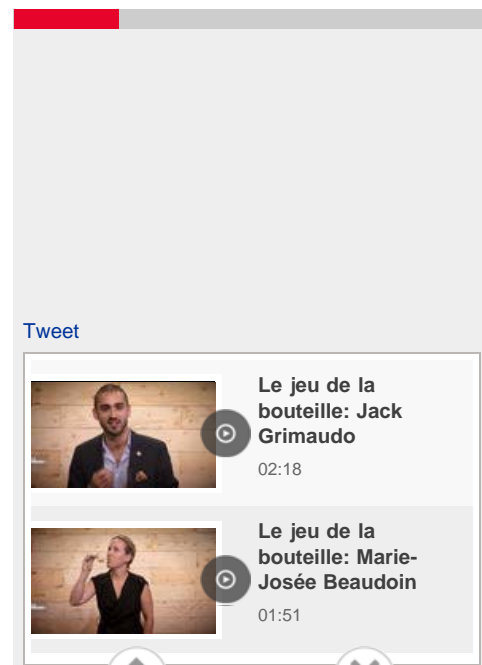 Tweet
Le jeu de la
bouteille: Jack
Grimaudo
02:18
Le jeu de la
bouteille: Marie-
Josée Beaudoin
01:51